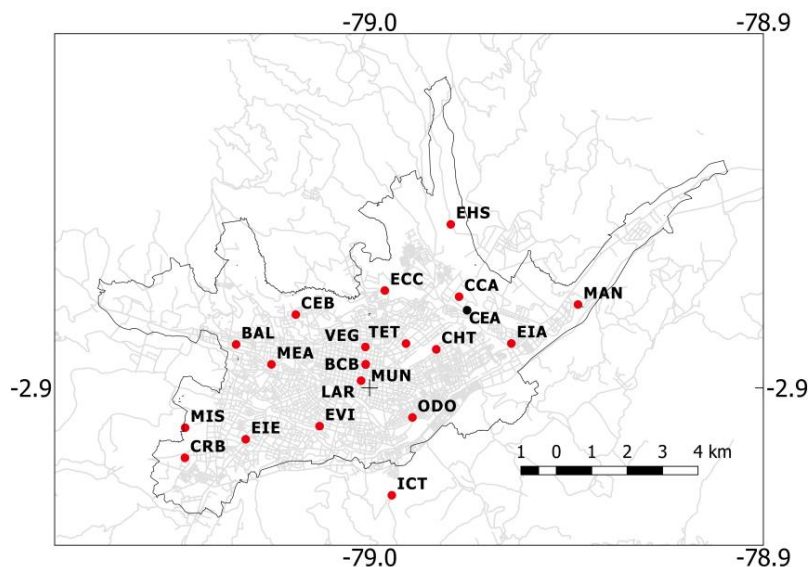 -79.0 -78.9
EHS
ECC
CCA
MAN
CEB
CEA
VEG TET
EIA
BAL
CHT
MEA
BCB
MUN
-2.9 -2.9
LAR
ODO
MIS
EVI
EIE
CRB
1 0 1 2 3 4 km
ICT
-79.0 -78.9